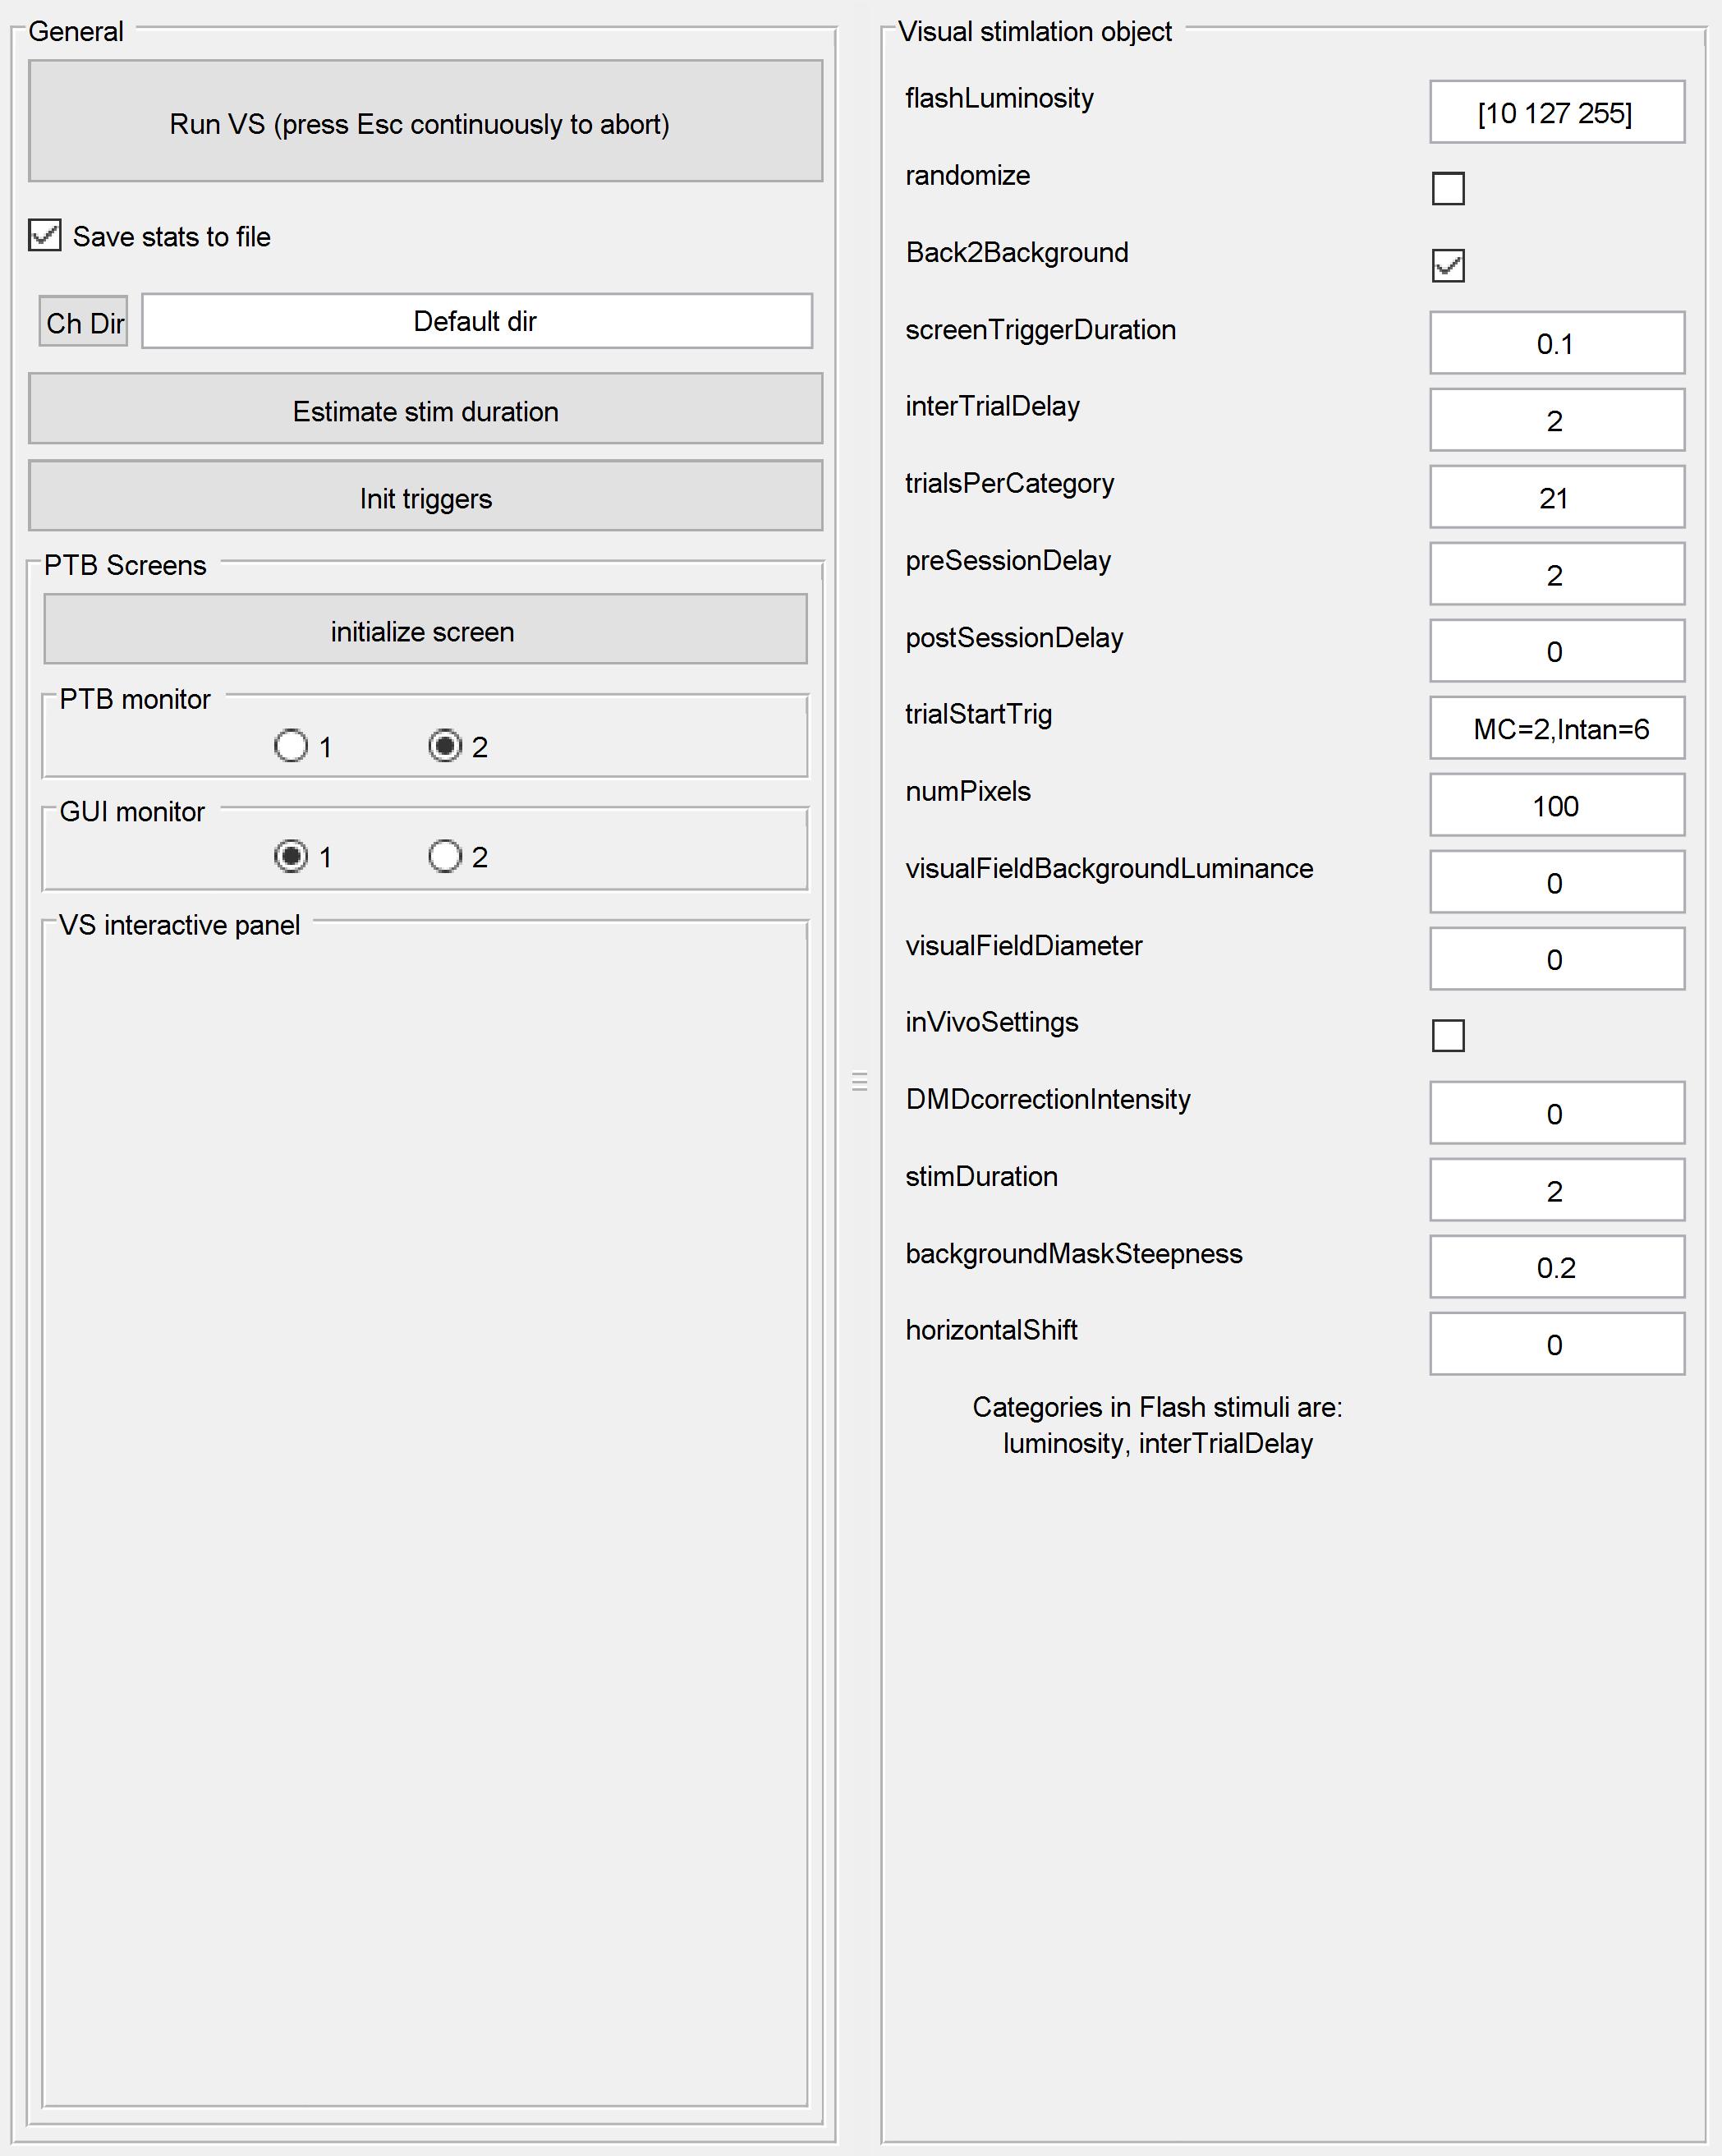 General
Run VS (press Esc continuously to abort)
Save stats to file
Ch Dir
Default dir
Estimate stim duration
Init triggers
PTB Screens
initialize screen
PTB monitor
1 2
GUI monitor
1 2
VS interactive panel
Visual stimlation object
flashLuminosity [10 127 255]
randomize
Back2Background
screenTriggerDuration 0.1
interTrialDelay 2
trialsPerCategory 21
preSessionDelay 2
postSessionDelay 0
trialStartTrig MC=2,Intan=6
numPixels 100
visualFieldBackgroundLuminance 0
visualFieldDiameter 0
inVivoSettings
DMDcorrectionIntensity 0
stimDuration 2
backgroundMaskSteepness 0.2
horizontalShift 0
Categories in Flash stimuli are:
luminosity, interTrialDelay